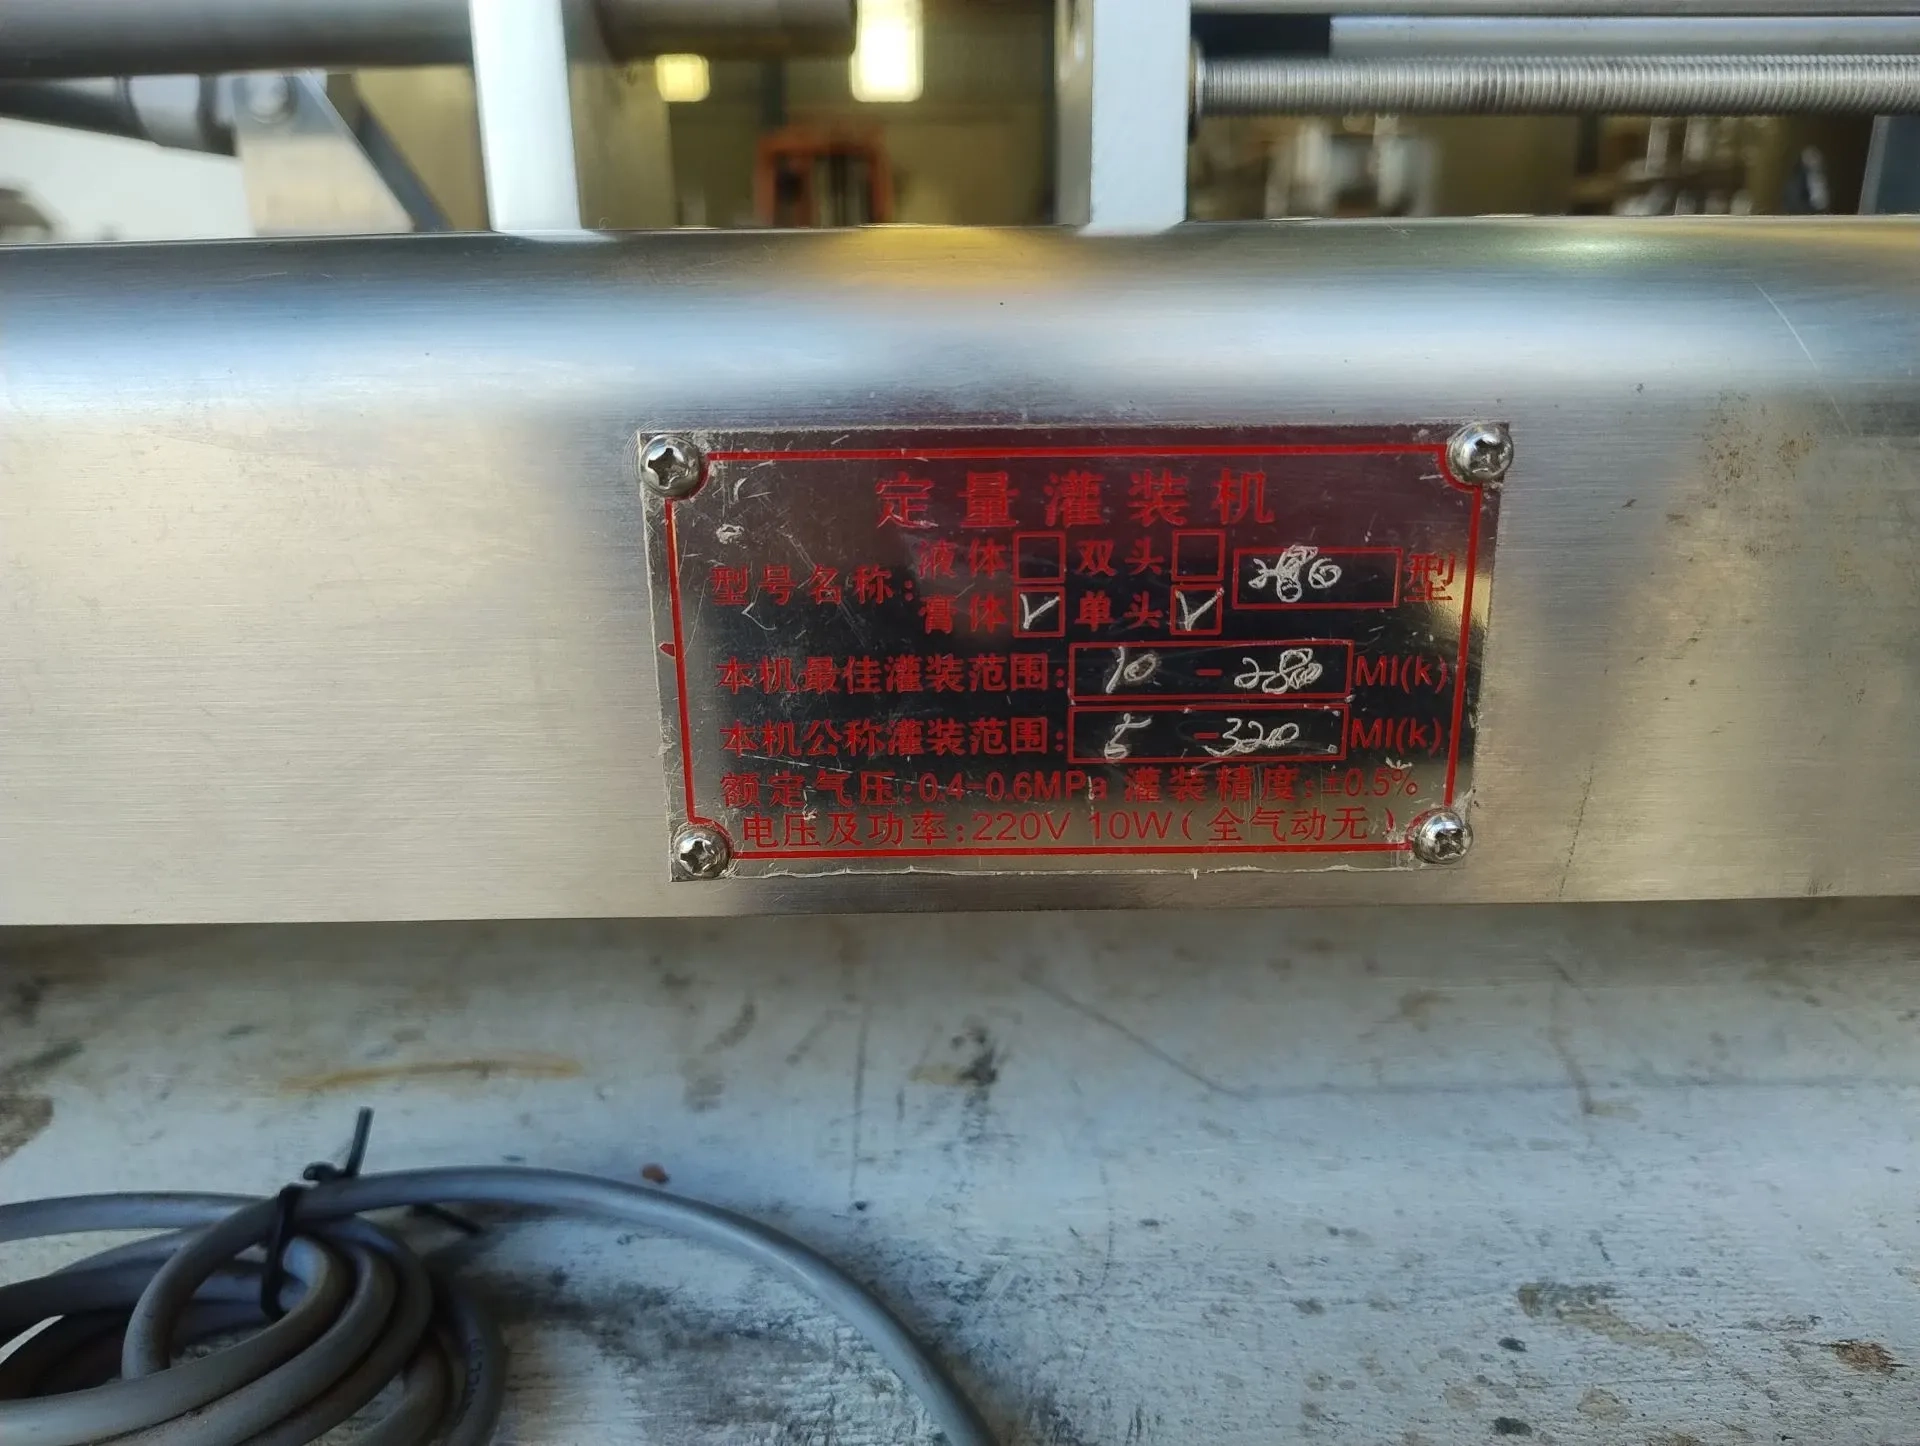 定量灌装机
型号名称: 液体 双头 280 型
膏体 ✓ 单头 ✓
本机最佳灌装范围: 10 - 280 Ml(k)
本机公称灌装范围: 5 - 320 Ml(k)
额定气压:0.4-0.6MPa 灌装精度:±0.5%
电压及功率:220V 10W(全气动无)